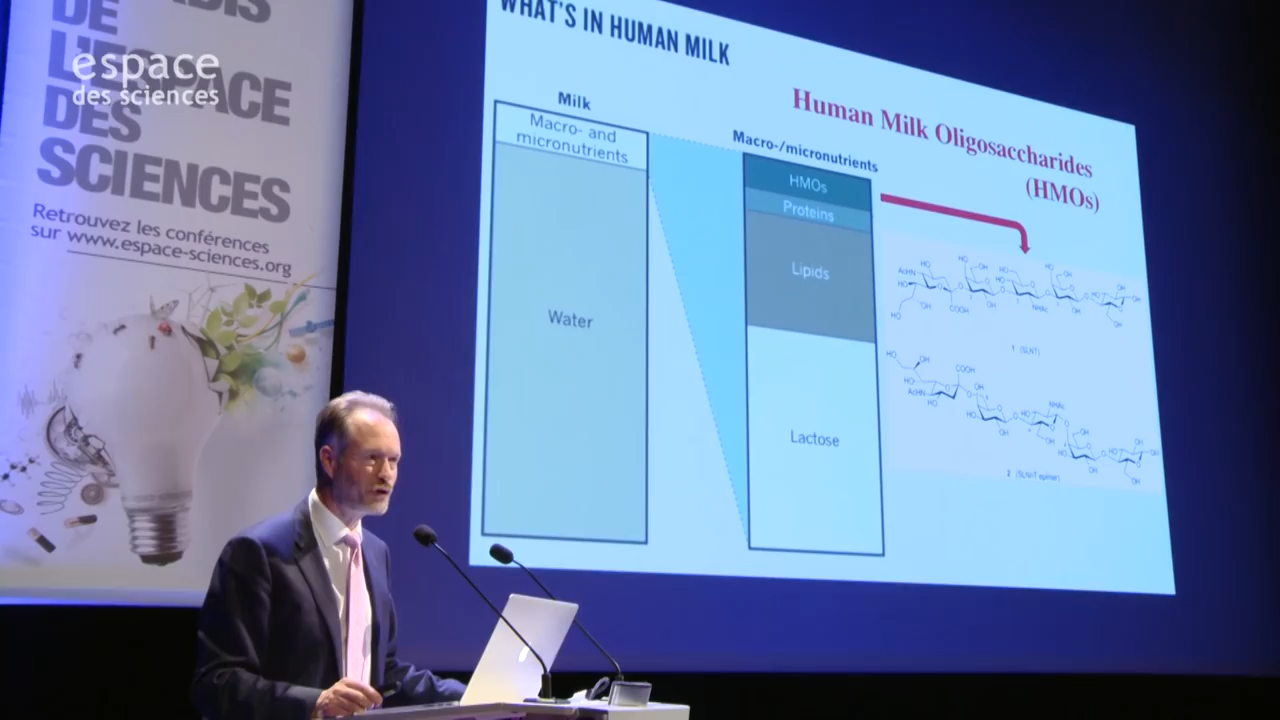 DE
L'ESPACE
DES
SCIENCES
Retrouvez les conférences
sur www.espace-sciences.org
espace
des sciences
WHAT'S IN HUMAN MILK
Milk
Macro- and
micronutrients
Water
Macro-/micronutrients
HMOs
Proteins
Lipids
Lactose
Human Milk Oligosaccharides
(HMOs)